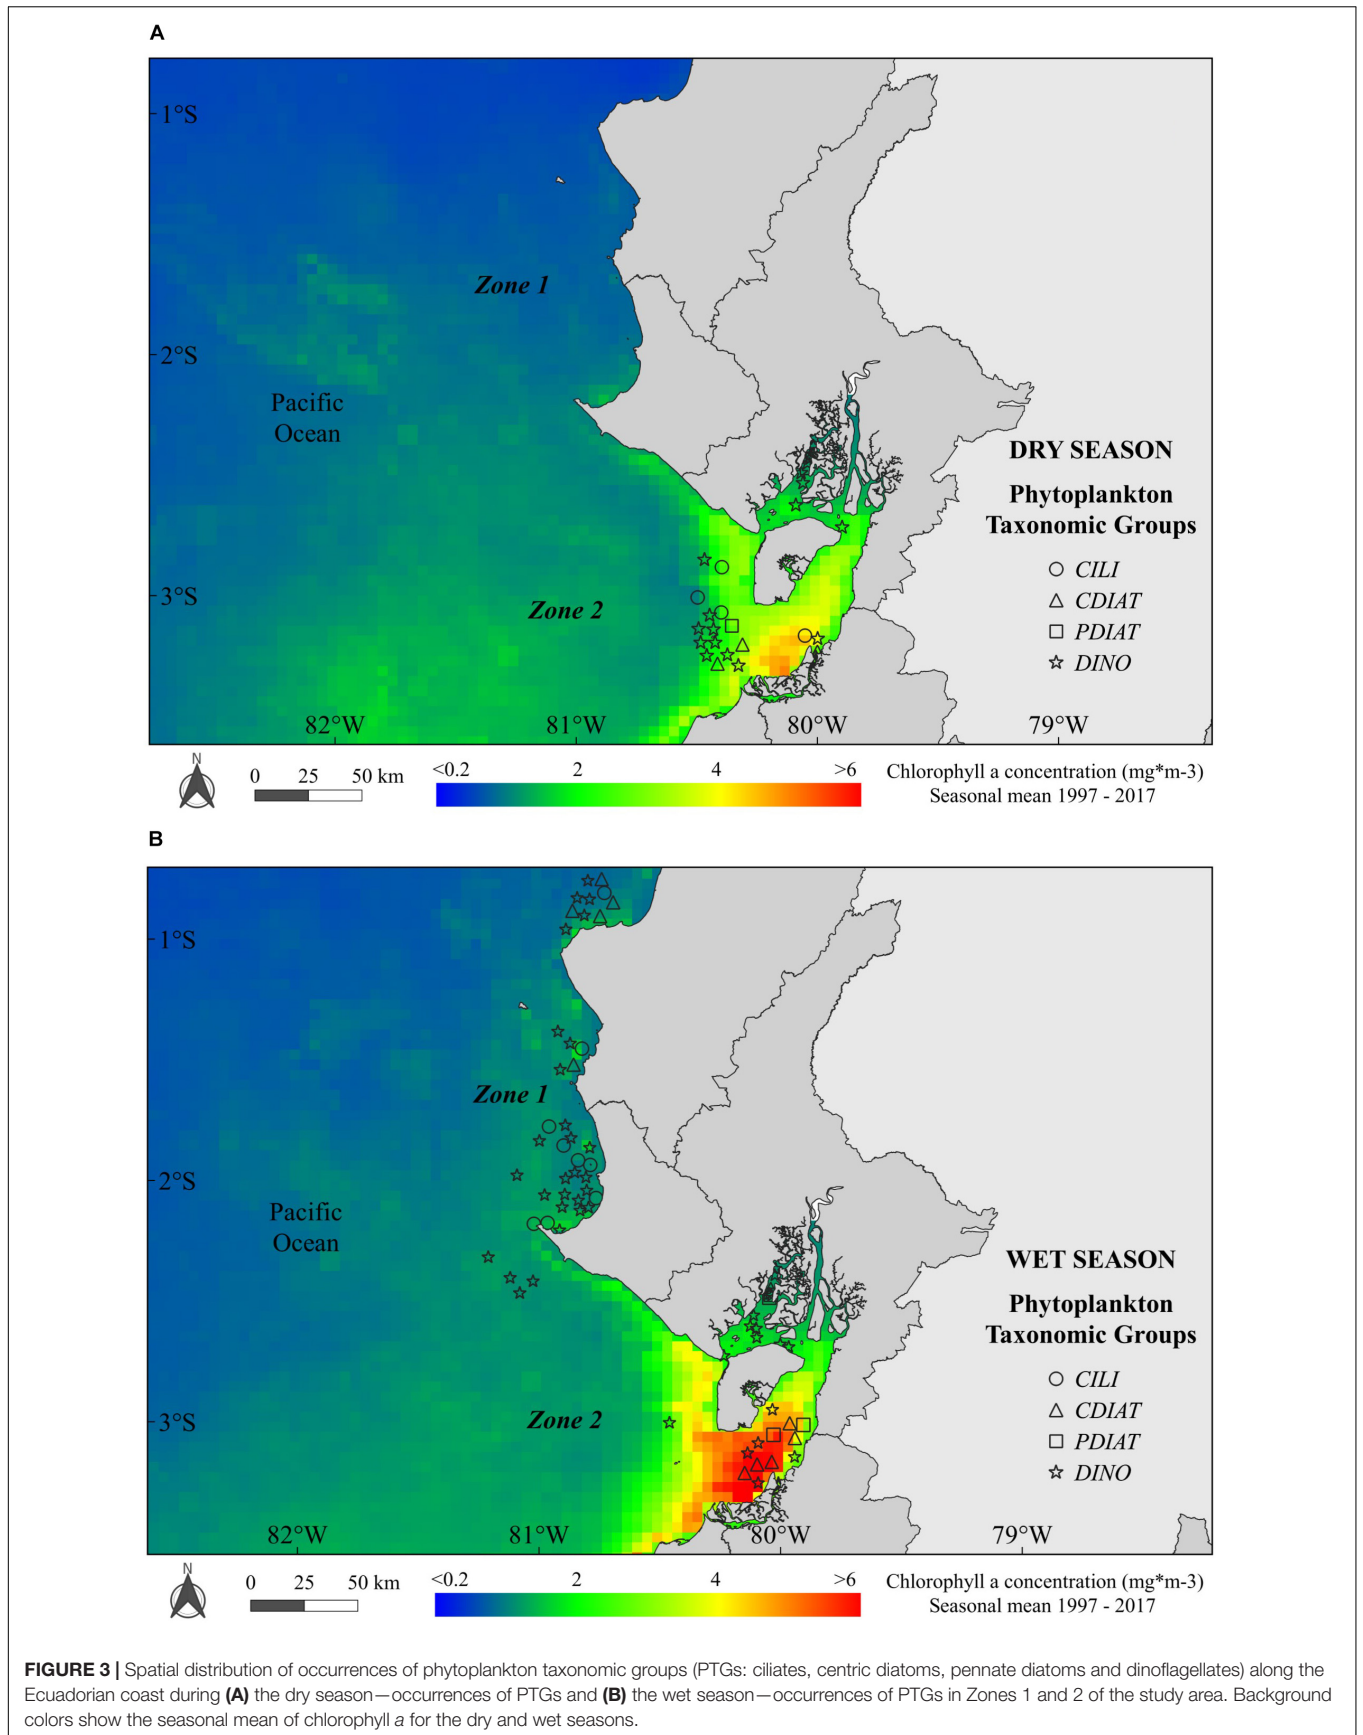 A
1°S
Zone 1
2°S
Pacific
Ocean
DRY SEASON
Phytoplankton
Taxonomic Groups
CILI
3°S
CDIAT
Zone 2
PDIAT
DINO
82°W 81°W 80°W 79°W
N
0 25 50 km
<0.2 2 4 >6
Chlorophyll a concentration (mg*m-3)
Seasonal mean 1997 - 2017
B
1°S
Zone 1
2°S
Pacific
Ocean
WET SEASON
Phytoplankton
Taxonomic Groups
CILI
3°S
CDIAT
Zone 2
PDIAT
DINO
82°W 81°W 80°W 79°W
N
0 25 50 km
<0.2 2 4 >6
Chlorophyll a concentration (mg*m-3)
Seasonal mean 1997 - 2017
FIGURE 3 | Spatial distribution of occurrences of phytoplankton taxonomic groups (PTGs: ciliates, centric diatoms, pennate diatoms and dinoflagellates) along the
Ecuadorian coast during (A) the dry season—occurrences of PTGs and (B) the wet season—occurrences of PTGs in Zones 1 and 2 of the study area. Background
colors show the seasonal mean of chlorophyll a for the dry and wet seasons.